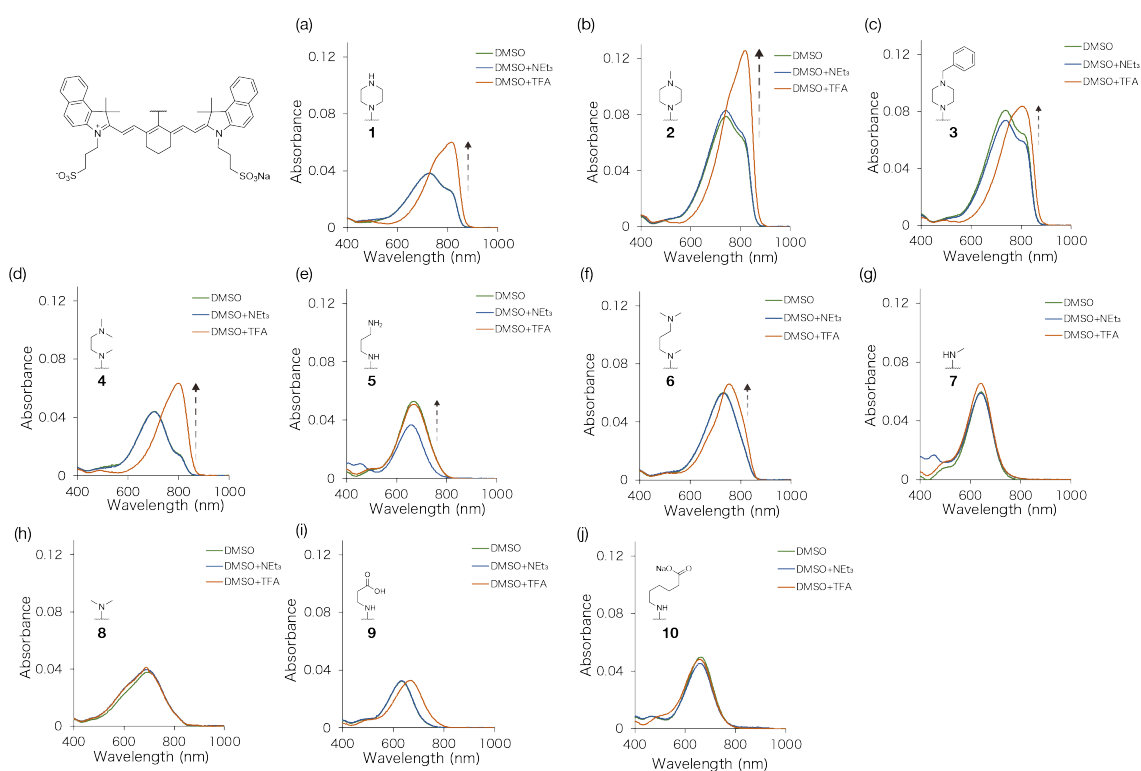 (a)
(b)
(c)
Absorbance
0.12
0.08
0.04
0
400 600 800 1000
Wavelength (nm)
DMSO
DMSO+NEt₃
DMSO+TFA
H
N
N
1
N⁺
N
⁻O₃S
SO₃Na
Absorbance
0.12
0.08
0.04
0
400 600 800 1000
Wavelength (nm)
DMSO
DMSO+NEt₃
DMSO+TFA
N
N
2
Absorbance
0.12
0.08
0.04
0
400 600 800 1000
Wavelength (nm)
DMSO
DMSO+NEt₃
DMSO+TFA
N
N
3
(d)
(e)
(f)
(g)
Absorbance
0.12
0.08
0.04
0
400 600 800 1000
Wavelength (nm)
DMSO
DMSO+NEt₃
DMSO+TFA
N
N
4
Absorbance
0.12
0.08
0.04
0
400 600 800 1000
Wavelength (nm)
DMSO
DMSO+NEt₃
DMSO+TFA
NH₂
NH
5
Absorbance
0.12
0.08
0.04
0
400 600 800 1000
Wavelength (nm)
DMSO
DMSO+NEt₃
DMSO+TFA
N
N
6
Absorbance
0.12
0.08
0.04
0
400 600 800 1000
Wavelength (nm)
DMSO
DMSO+NEt₃
DMSO+TFA
HN
7
(h)
(i)
(j)
Absorbance
0.12
0.08
0.04
0
400 600 800 1000
Wavelength (nm)
DMSO
DMSO+NEt₃
DMSO+TFA
N
8
Absorbance
0.12
0.08
0.04
0
400 600 800 1000
Wavelength (nm)
DMSO
DMSO+NEt₃
DMSO+TFA
O
OH
NH
9
Absorbance
0.12
0.08
0.04
0
400 600 800 1000
Wavelength (nm)
DMSO
DMSO+NEt₃
DMSO+TFA
NaO
O
NH
10